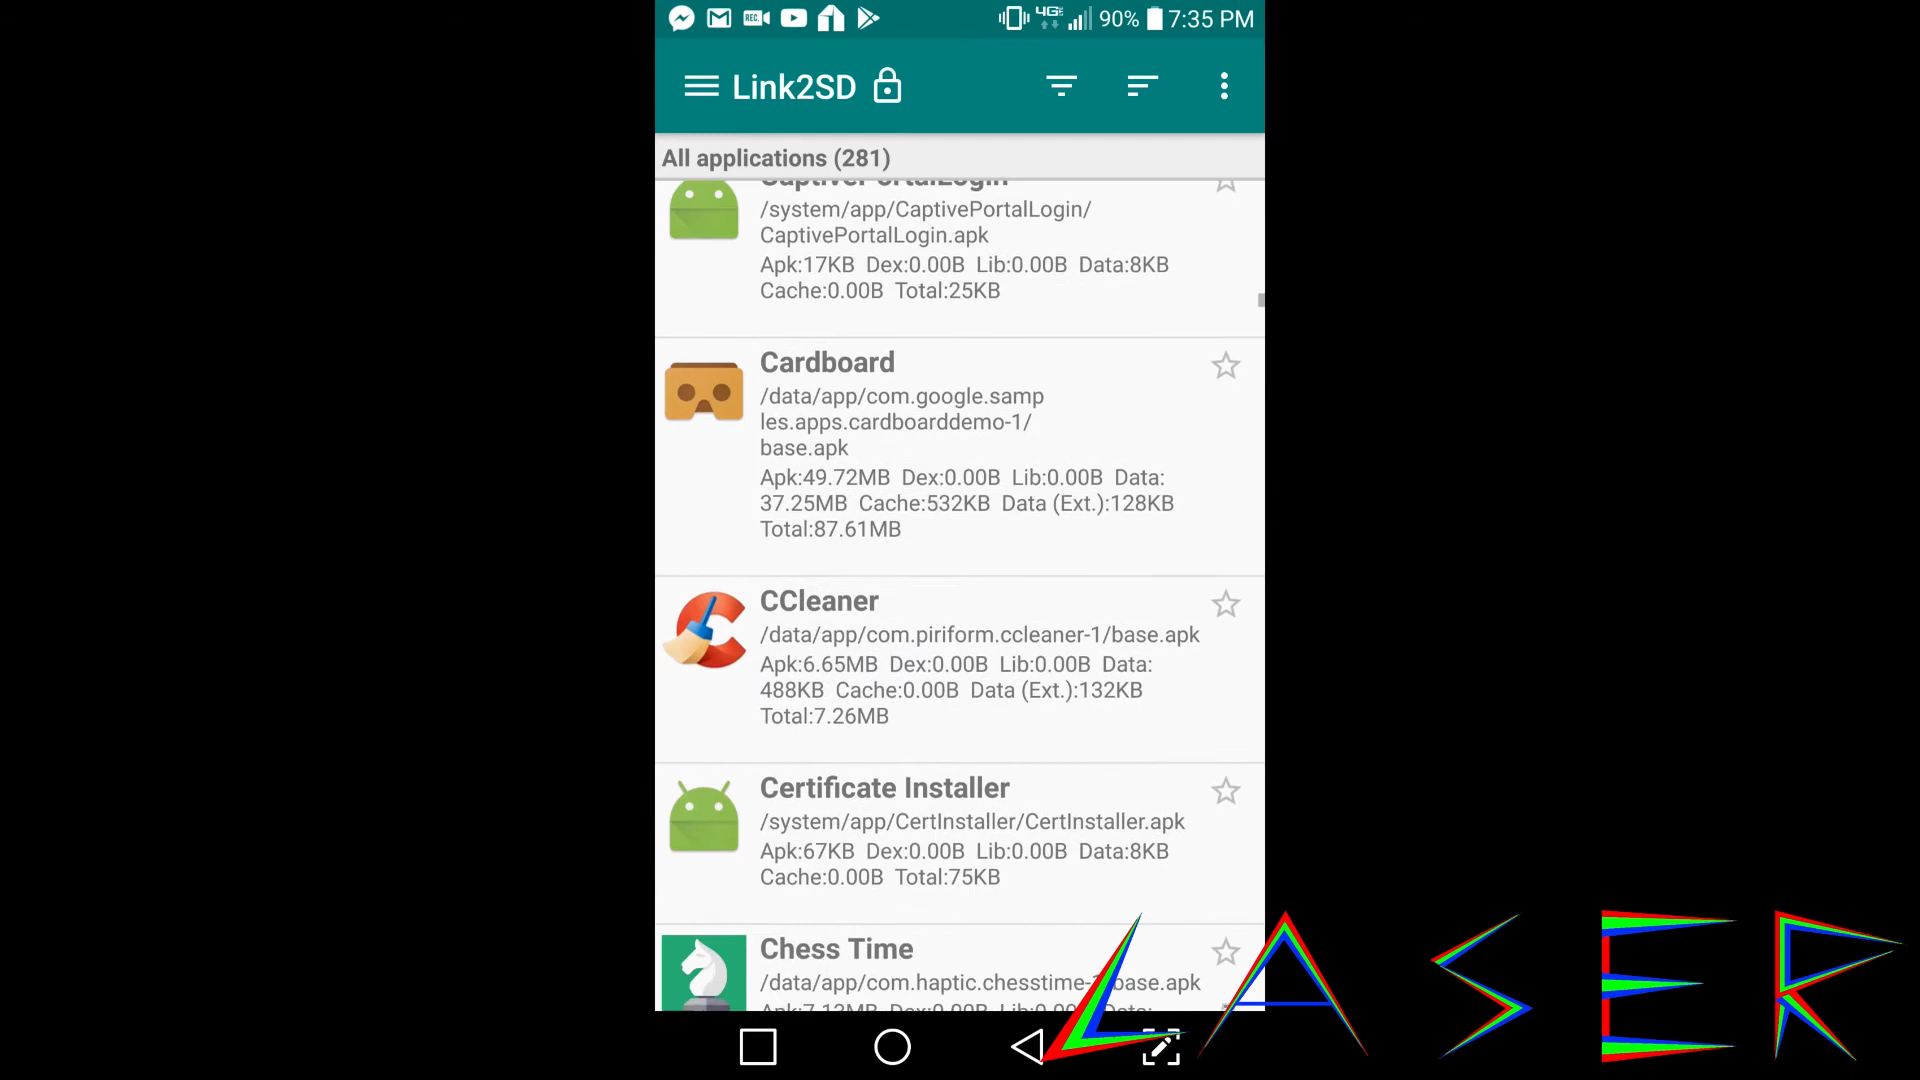 REC. 4G 90% 7:35 PM
Link2SD
All applications (281)
CaptivePortalLogin
/system/app/CaptivePortalLogin/
CaptivePortalLogin.apk
Apk:17KB Dex:0.00B Lib:0.00B Data:8KB
Cache:0.00B Total:25KB
Cardboard
/data/app/com.google.samp
les.apps.cardboarddemo-1/
base.apk
Apk:49.72MB Dex:0.00B Lib:0.00B Data:
37.25MB Cache:532KB Data (Ext.):128KB
Total:87.61MB
CCleaner
/data/app/com.piriform.ccleaner-1/base.apk
Apk:6.65MB Dex:0.00B Lib:0.00B Data:
488KB Cache:0.00B Data (Ext.):132KB
Total:7.26MB
Certificate Installer
/system/app/CertInstaller/CertInstaller.apk
Apk:67KB Dex:0.00B Lib:0.00B Data:8KB
Cache:0.00B Total:75KB
Chess Time
/data/app/com.haptic.chesstime-1/base.apk
LASER